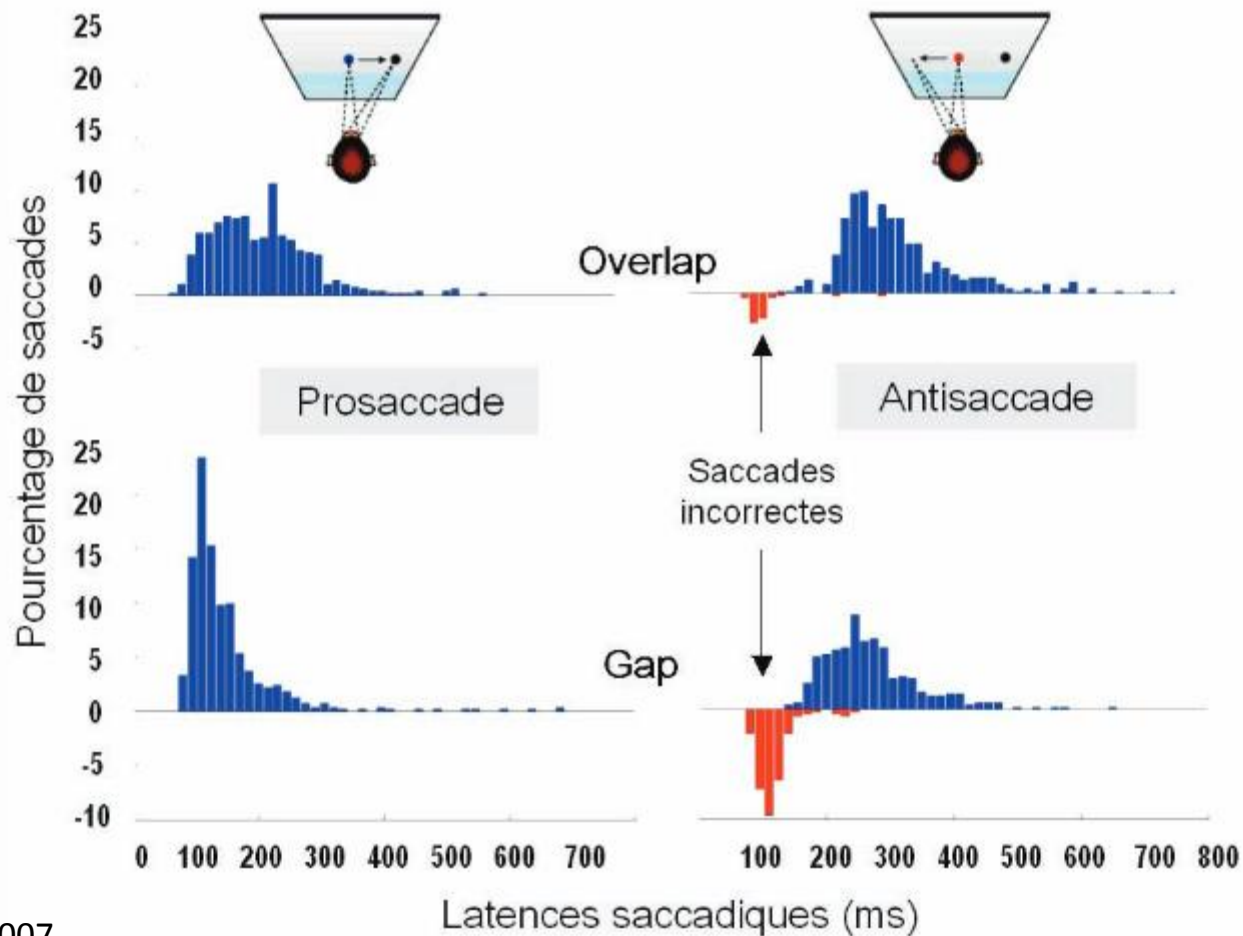 25
20
15
10
5
0
-5
Overlap
Prosaccade
Antisaccade
Saccades
incorrectes
Pourcentage de saccades
25
20
15
10
5
0
-5
-10
Gap
0 100 200 300 400 500 600 700
100 200 300 400 500 600 700 800
Latences saccadiques (ms)